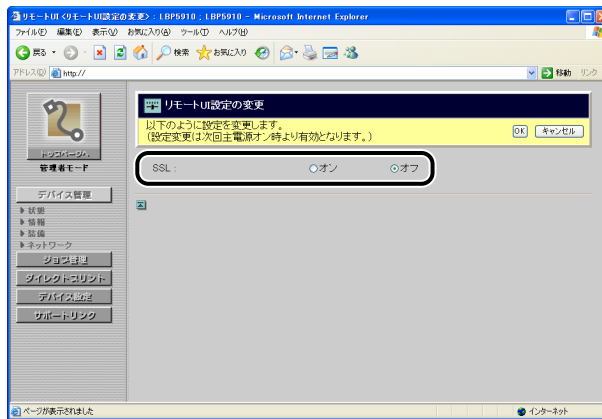 リモートUI <リモートUI設定の変更> : LBP5910 ; LBP5910 - Microsoft Internet Explorer
ファイル(F) 編集(E) 表示(V) お気に入り(A) ツール(T) ヘルプ(H)
戻る 検索 お気に入り
アドレス(D) http:// 移動 リンク
リモートUI設定の変更
以下のように設定を変更します。
(設定変更は次回主電源オン時より有効となります。)
OK キャンセル
トップページへ
管理者モード
SSL : オン オフ
デバイス管理
状態
情報
装備
ネットワーク
ジョブ管理
ダイレクトプリント
デバイス設定
サポートリンク
ページが表示されました インターネット